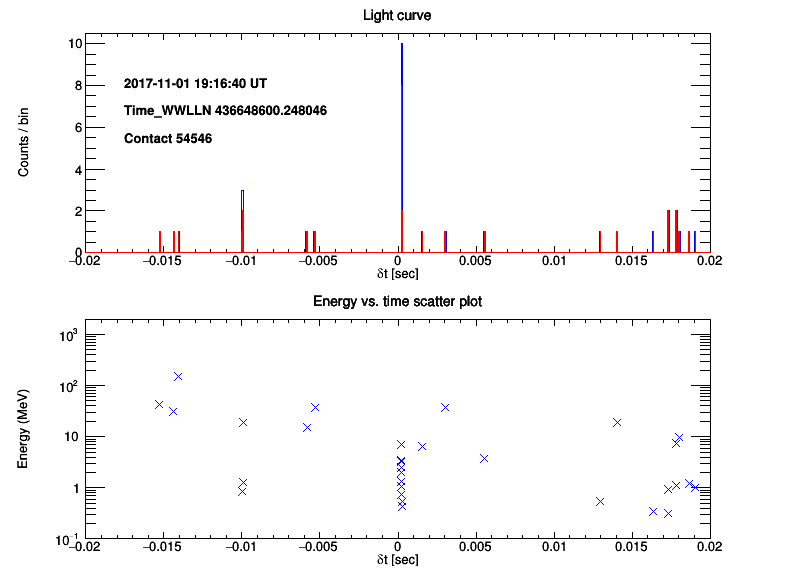 Light curve
10
8
6
4
2
0
Counts / bin
2017-11-01 19:16:40 UT
Time_WWLLN 436648600.248046
Contact 54546
−0.02 −0.015 −0.01 −0.005 0 0.005 0.01 0.015 0.02
δt [sec]
Energy vs. time scatter plot
10³
10²
10
1
10⁻¹
Energy (MeV)
−0.02 −0.015 −0.01 −0.005 0 0.005 0.01 0.015 0.02
δt [sec]